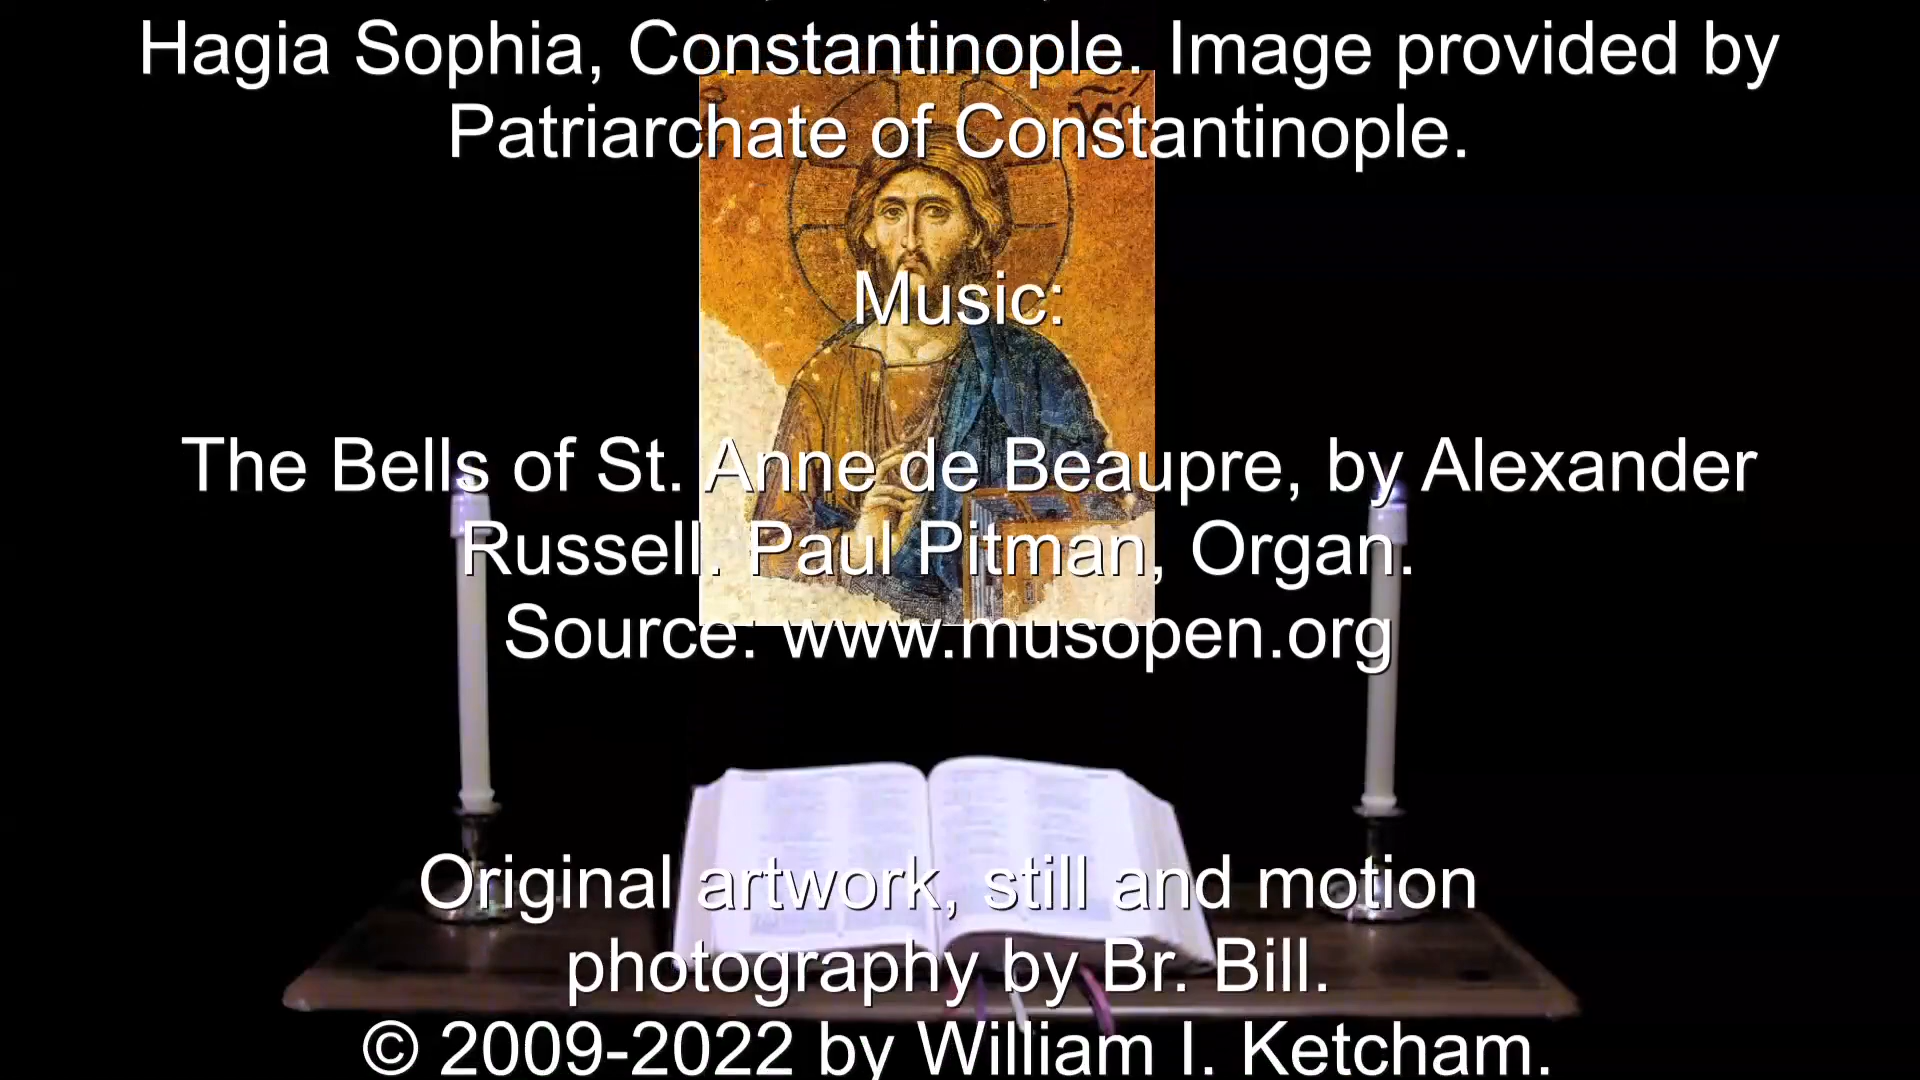 Hagia Sophia, Constantinople. Image provided by
Patriarchate of Constantinople.
Music:
The Bells of St. Anne de Beaupre, by Alexander
Russell. Paul Pitman, Organ.
Source: www.musopen.org
Original artwork, still and motion
photography by Br. Bill.
© 2009-2022 by William I. Ketcham.